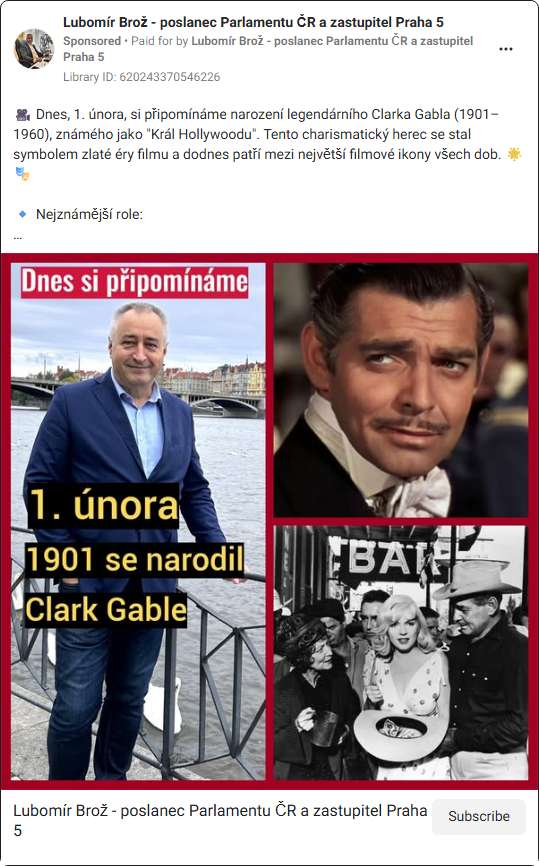 Lubomír Brož - poslanec Parlamentu ČR a zastupitel Praha 5
Sponsored • Paid for by Lubomír Brož - poslanec Parlamentu ČR a zastupitel
Praha 5
Library ID: 620243370546226
🎥 Dnes, 1. února, si připomínáme narození legendárního Clarka Gabla (1901–
1960), známého jako "Král Hollywoodu". Tento charismatický herec se stal
symbolem zlaté éry filmu a dodnes patří mezi největší filmové ikony všech dob. 🌟
🎭
🔹 Nejznámější role:
...
Dnes si připomínáme
1. února
1901 se narodil
Clark Gable
BAR
Lubomír Brož - poslanec Parlamentu ČR a zastupitel Praha
5
Subscribe